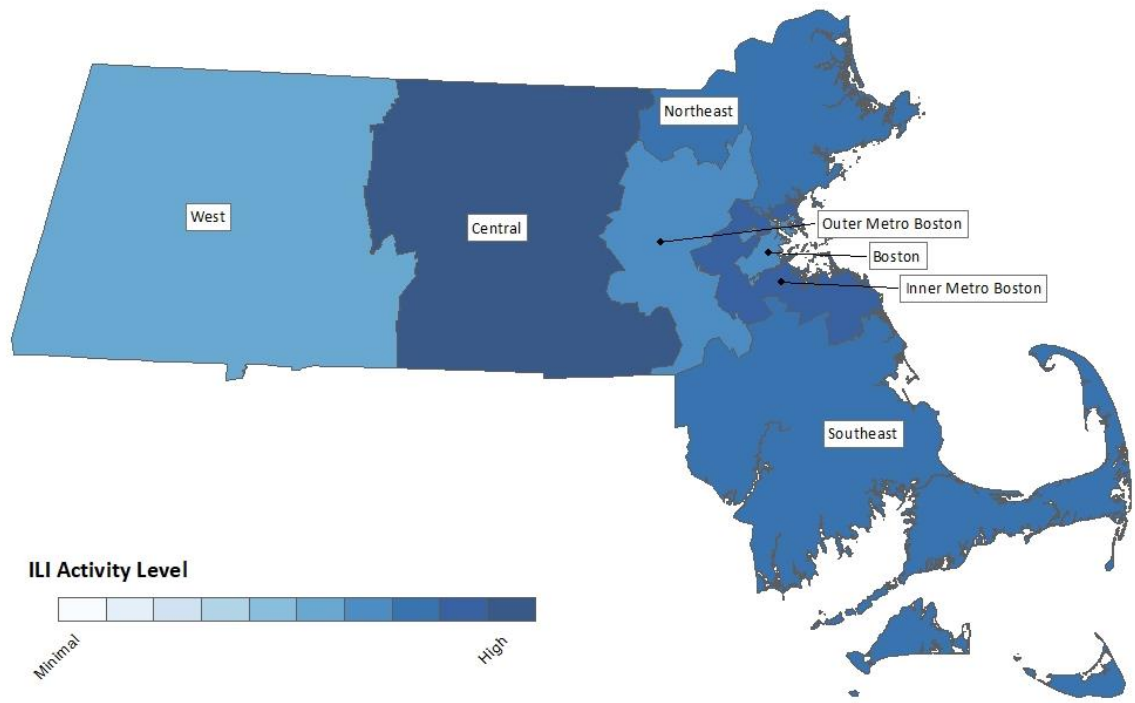 Northeast
West
Central
Outer Metro Boston
Boston
Inner Metro Boston
Southeast
ILI Activity Level
Minimal
High